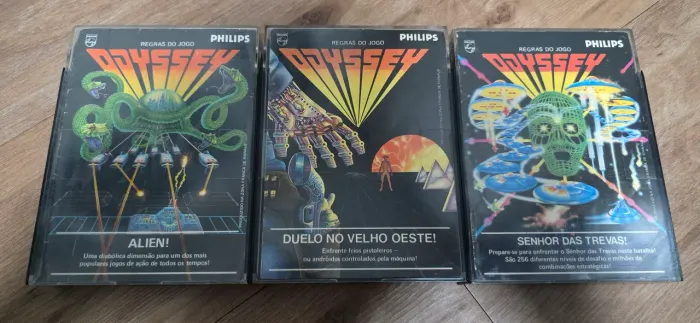 PHILIPS
REGRAS DO JOGO
ODYSSEY
ALIEN!
Uma diabólica dimensão para um dos mais
populares jogos de ação de todos os tempos!
PHILIPS
REGRAS DO JOGO
ODYSSEY
DUELO NO VELHO OESTE!
Enfrente frios pistoleiros –
ou andróides controlados pela máquina!
PHILIPS
REGRAS DO JOGO
ODYSSEY
SENHOR DAS TREVAS!
Prepare-se para enfrentar o Senhor das Trevas nesta batalha!
São 256 diferentes níveis de desafio e milhões de
combinações estratégicas!